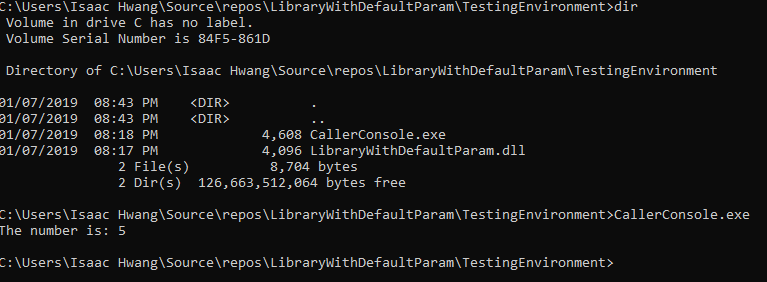 C:\Users\Isaac Hwang\Source\repos\LibraryWithDefaultParam\TestingEnvironment>dir
Volume in drive C has no label.
Volume Serial Number is 84F5-861D
Directory of C:\Users\Isaac Hwang\Source\repos\LibraryWithDefaultParam\TestingEnvironment
01/07/2019  08:43 PM    <DIR>          .
01/07/2019  08:43 PM    <DIR>          ..
01/07/2019  08:18 PM             4,608 CallerConsole.exe
01/07/2019  08:17 PM             4,096 LibraryWithDefaultParam.dll
2 File(s)          8,704 bytes
2 Dir(s)  126,663,512,064 bytes free
C:\Users\Isaac Hwang\Source\repos\LibraryWithDefaultParam\TestingEnvironment>CallerConsole.exe
The number is: 5
C:\Users\Isaac Hwang\Source\repos\LibraryWithDefaultParam\TestingEnvironment>